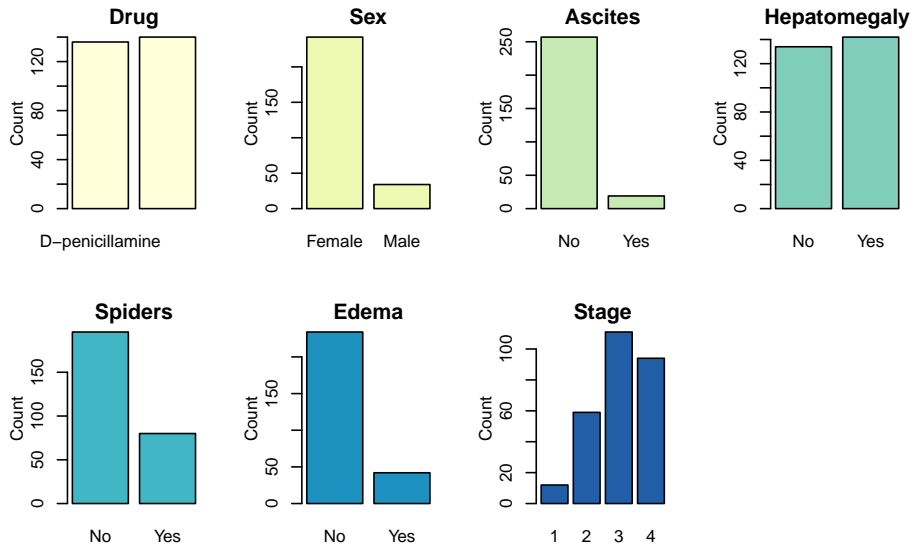 Drug
Count
0
40
80
120
D−penicillamine
Sex
Count
0
50
150
Female Male
Ascites
Count
0
50
150
250
No Yes
Hepatomegaly
Count
0
40
80
120
No Yes
Spiders
Count
0
50
100
150
No Yes
Edema
Count
0
50
150
No Yes
Stage
Count
0
20
60
100
1 2 3 4